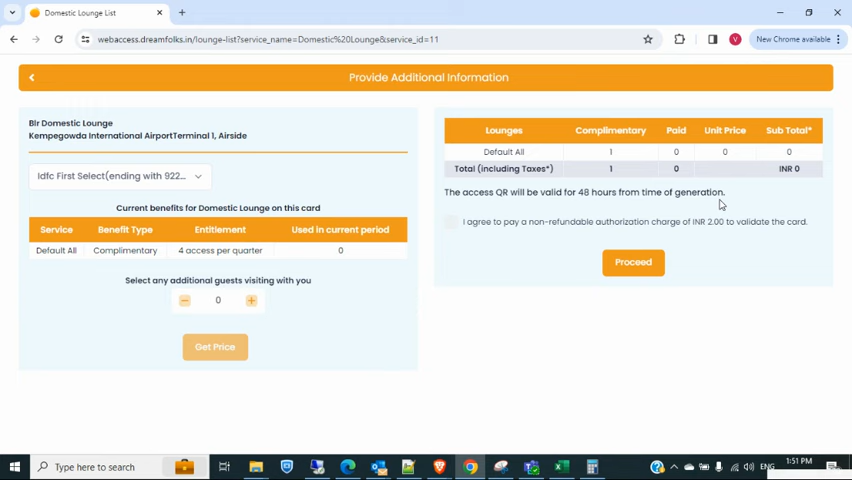 Domestic Lounge List
webaccess.dreamfolks.in/lounge-list?service_name=Domestic%20Lounge&service_id=11
V
New Chrome available
Provide Additional Information
Blr Domestic Lounge
Kempegowda International AirportTerminal 1, Airside
Idfc First Select(ending with 922...
Current benefits for Domestic Lounge on this card
Service Benefit Type Entitlement Used in current period
Default All Complimentary 4 access per quarter 0
Select any additional guests visiting with you
− 0 +
Get Price
Lounges Complimentary Paid Unit Price Sub Total*
Default All 1 0 0 0
Total (including Taxes*) 1 0 INR 0
The access QR will be valid for 48 hours from time of generation.
I agree to pay a non-refundable authorization charge of INR 2.00 to validate the card.
Proceed
Type here to search
ENG
1:51 PM